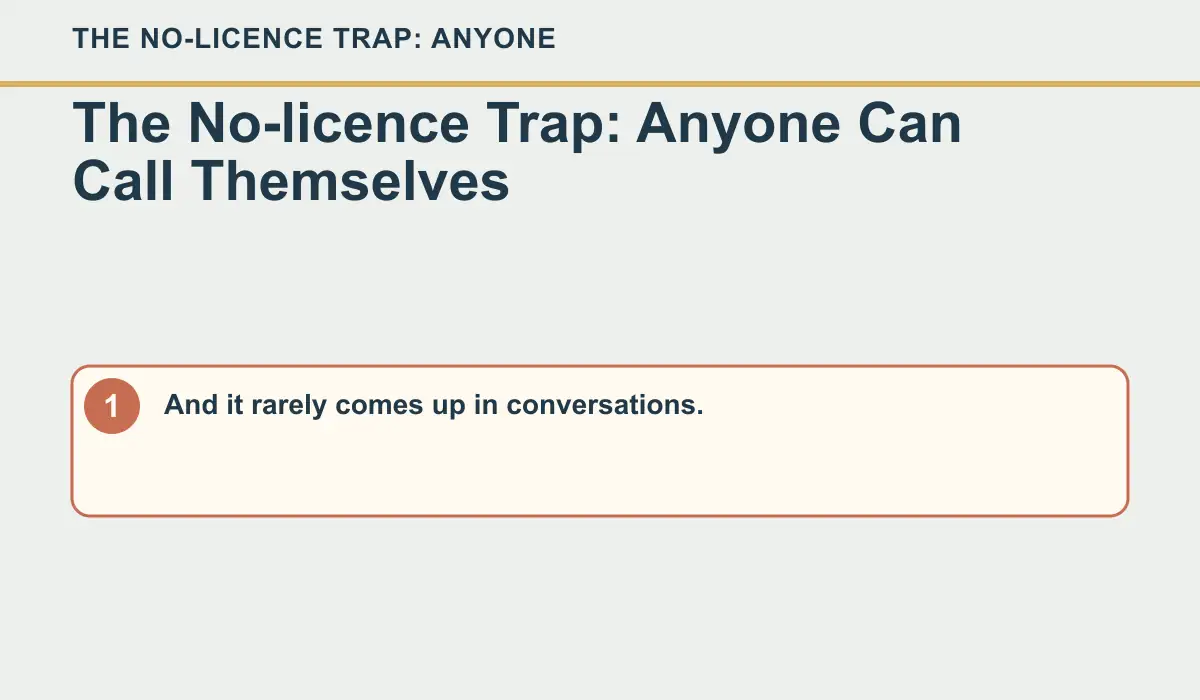 THE NO-LICENCE TRAP: ANYONE
The No-licence Trap: Anyone Can
Call Themselves
1 And it rarely comes up in conversations.